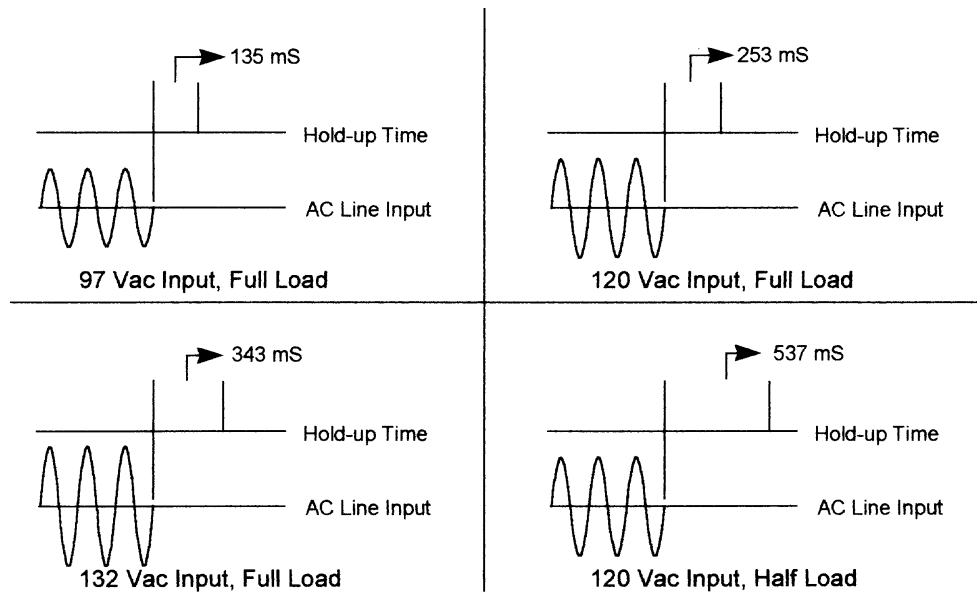 135 mS
Hold-up Time
AC Line Input
97 Vac Input, Full Load
253 mS
Hold-up Time
AC Line Input
120 Vac Input, Full Load
343 mS
Hold-up Time
AC Line Input
132 Vac Input, Full Load
537 mS
Hold-up Time
AC Line Input
120 Vac Input, Half Load